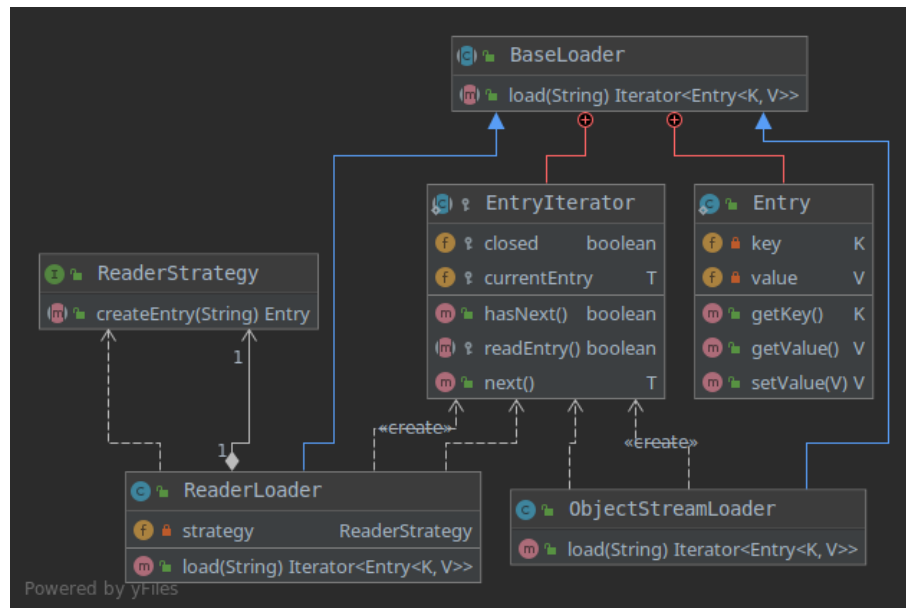 BaseLoader
load(String) Iterator<Entry<K, V>>
EntryIterator
closed boolean
currentEntry T
hasNext() boolean
readEntry() boolean
next() T
Entry
key K
value V
getKey() K
getValue() V
setValue(V) V
ReaderStrategy
createEntry(String) Entry
1
1
«create»
«create»
ReaderLoader
strategy ReaderStrategy
load(String) Iterator<Entry<K, V>>
ObjectStreamLoader
load(String) Iterator<Entry<K, V>>
Powered by yFiles